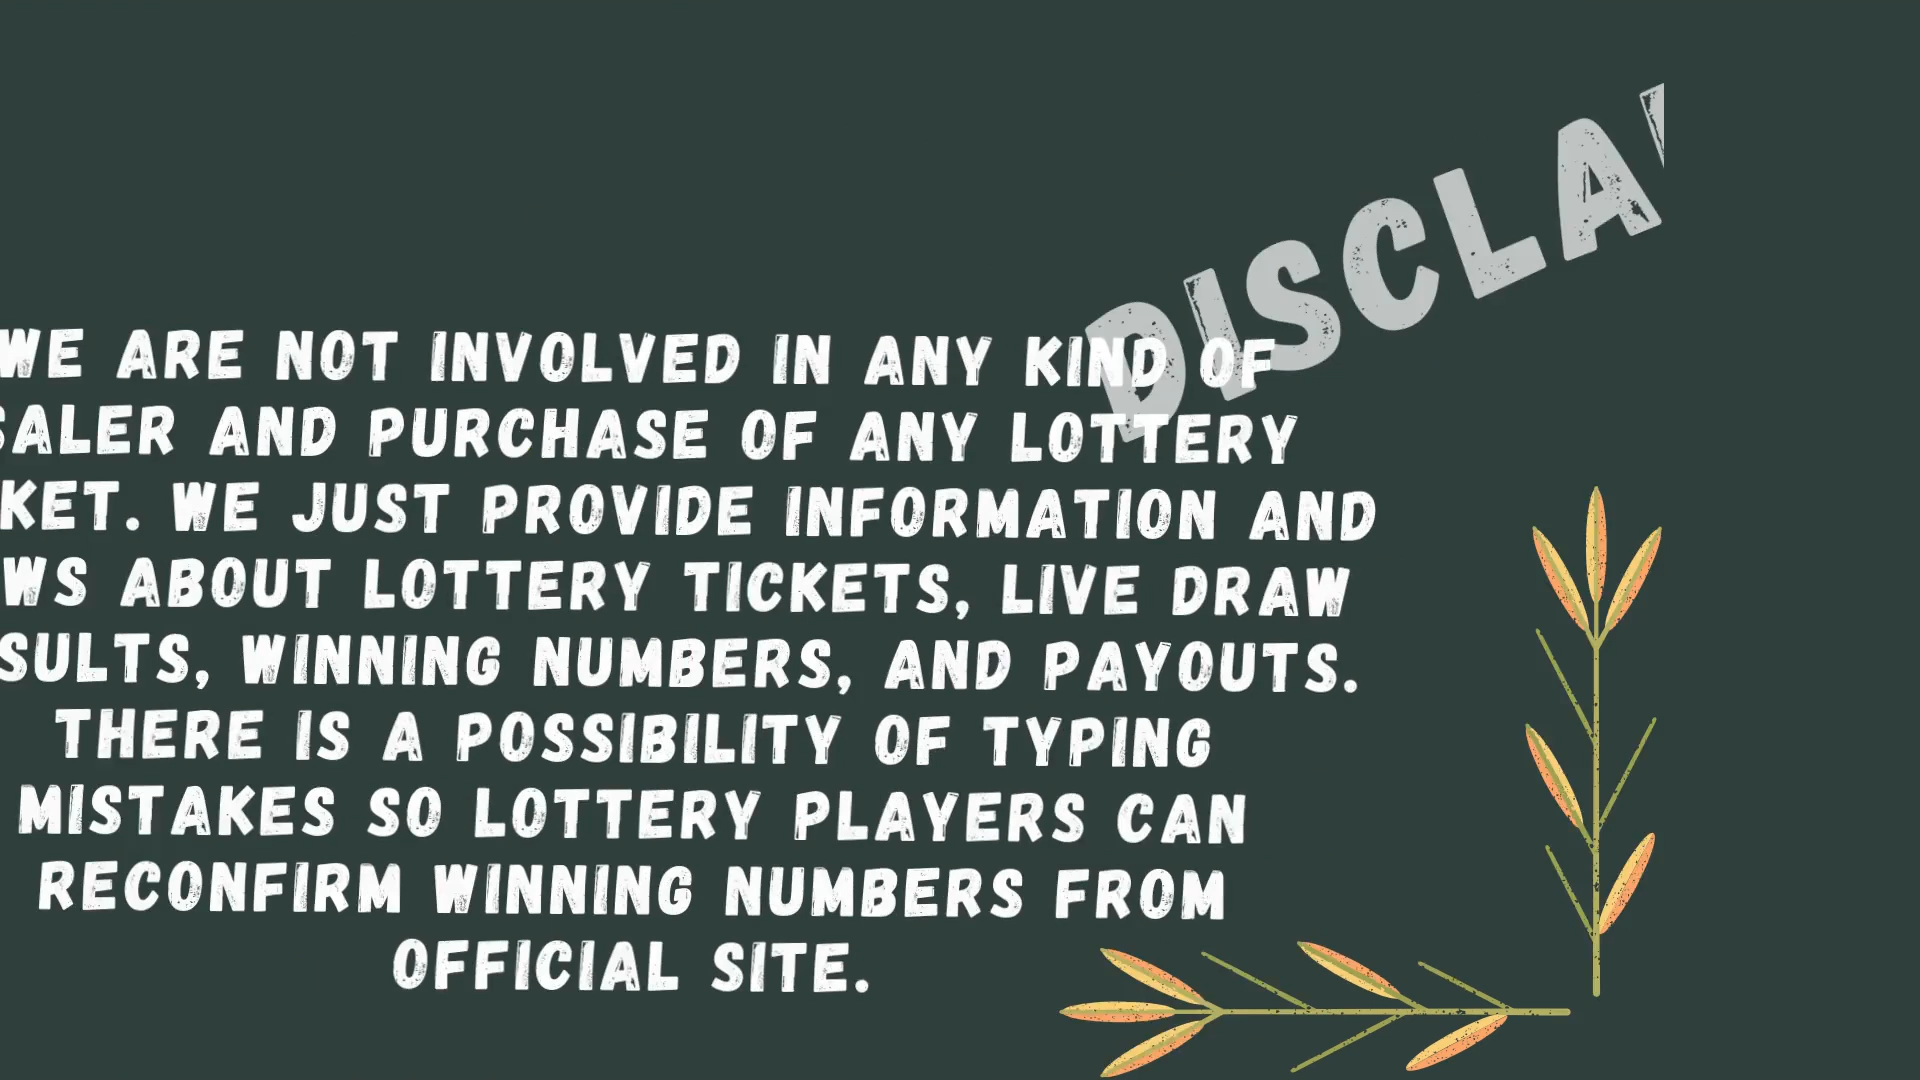 DISCLA
WE ARE NOT INVOLVED IN ANY KIND OF
SALER AND PURCHASE OF ANY LOTTERY
KET. WE JUST PROVIDE INFORMATION AND
WS ABOUT LOTTERY TICKETS, LIVE DRAW
SULTS, WINNING NUMBERS, AND PAYOUTS.
THERE IS A POSSIBILITY OF TYPING
MISTAKES SO LOTTERY PLAYERS CAN
RECONFIRM WINNING NUMBERS FROM
OFFICIAL SITE.